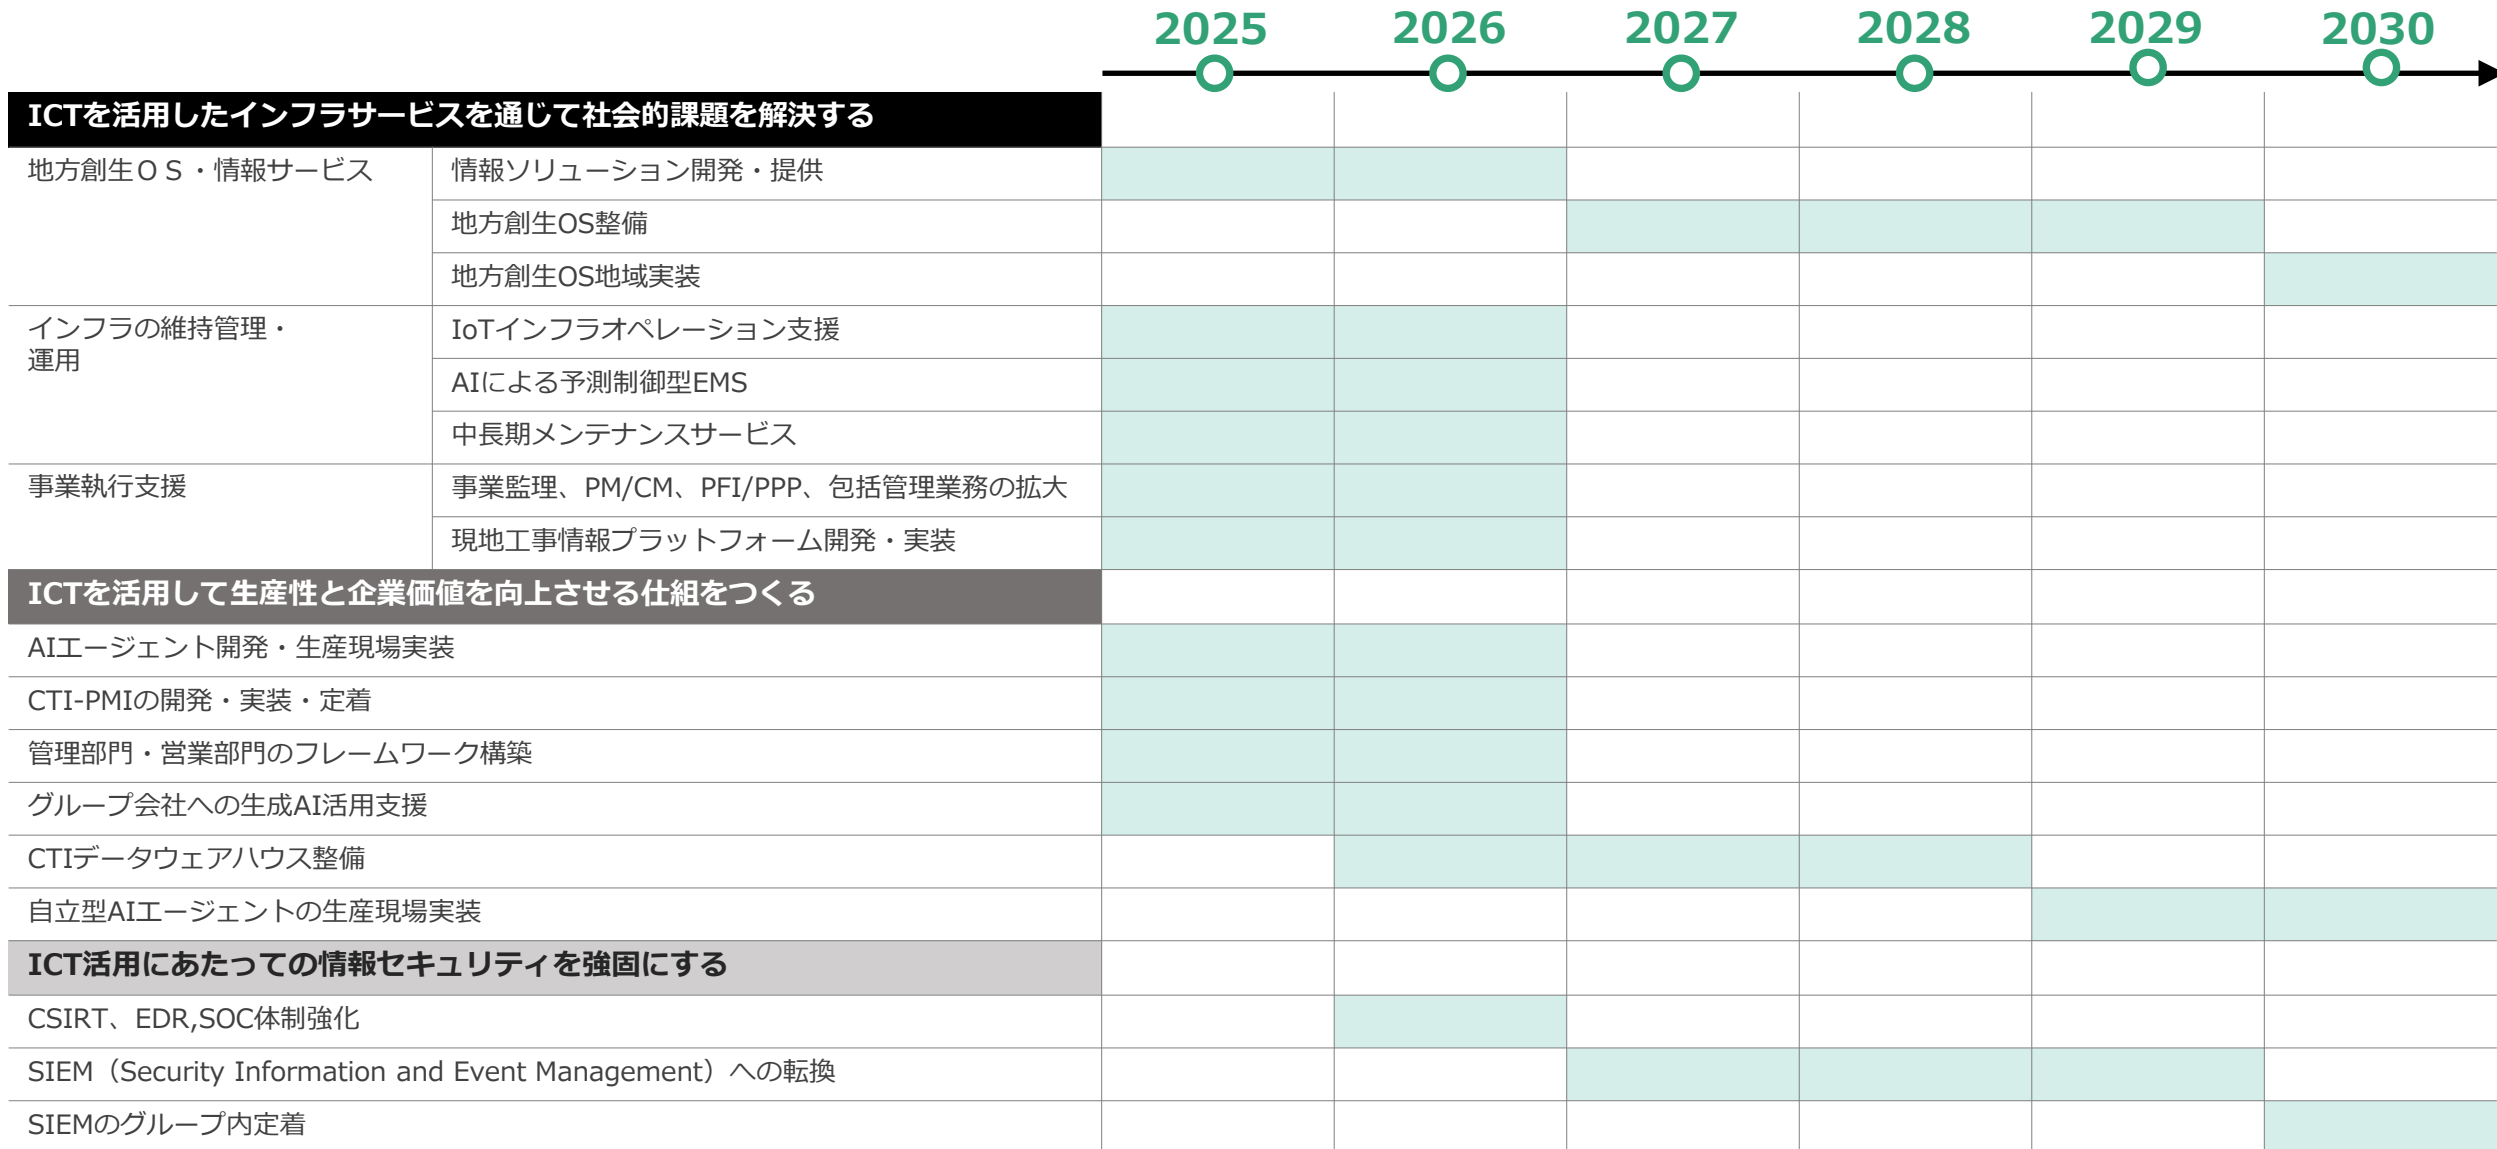 2025 2026 2027 2028 2029 2030
ICTを活用したインフラサービスを通じて社会的課題を解決する
地方創生ＯＳ・情報サービス
情報ソリューション開発・提供
地方創生OS整備
地方創生OS地域実装
インフラの維持管理・
運用
IoTインフラオペレーション支援
AIによる予測制御型EMS
中長期メンテナンスサービス
事業執行支援
事業監理、PM/CM、PFI/PPP、包括管理業務の拡大
現地工事情報プラットフォーム開発・実装
ICTを活用して生産性と企業価値を向上させる仕組をつくる
AIエージェント開発・生産現場実装
CTI-PMIの開発・実装・定着
管理部門・営業部門のフレームワーク構築
グループ会社への生成AI活用支援
CTIデータウェアハウス整備
自立型AIエージェントの生産現場実装
ICT活用にあたっての情報セキュリティを強固にする
CSIRT、EDR,SOC体制強化
SIEM（Security Information and Event Management）への転換
SIEMのグループ内定着